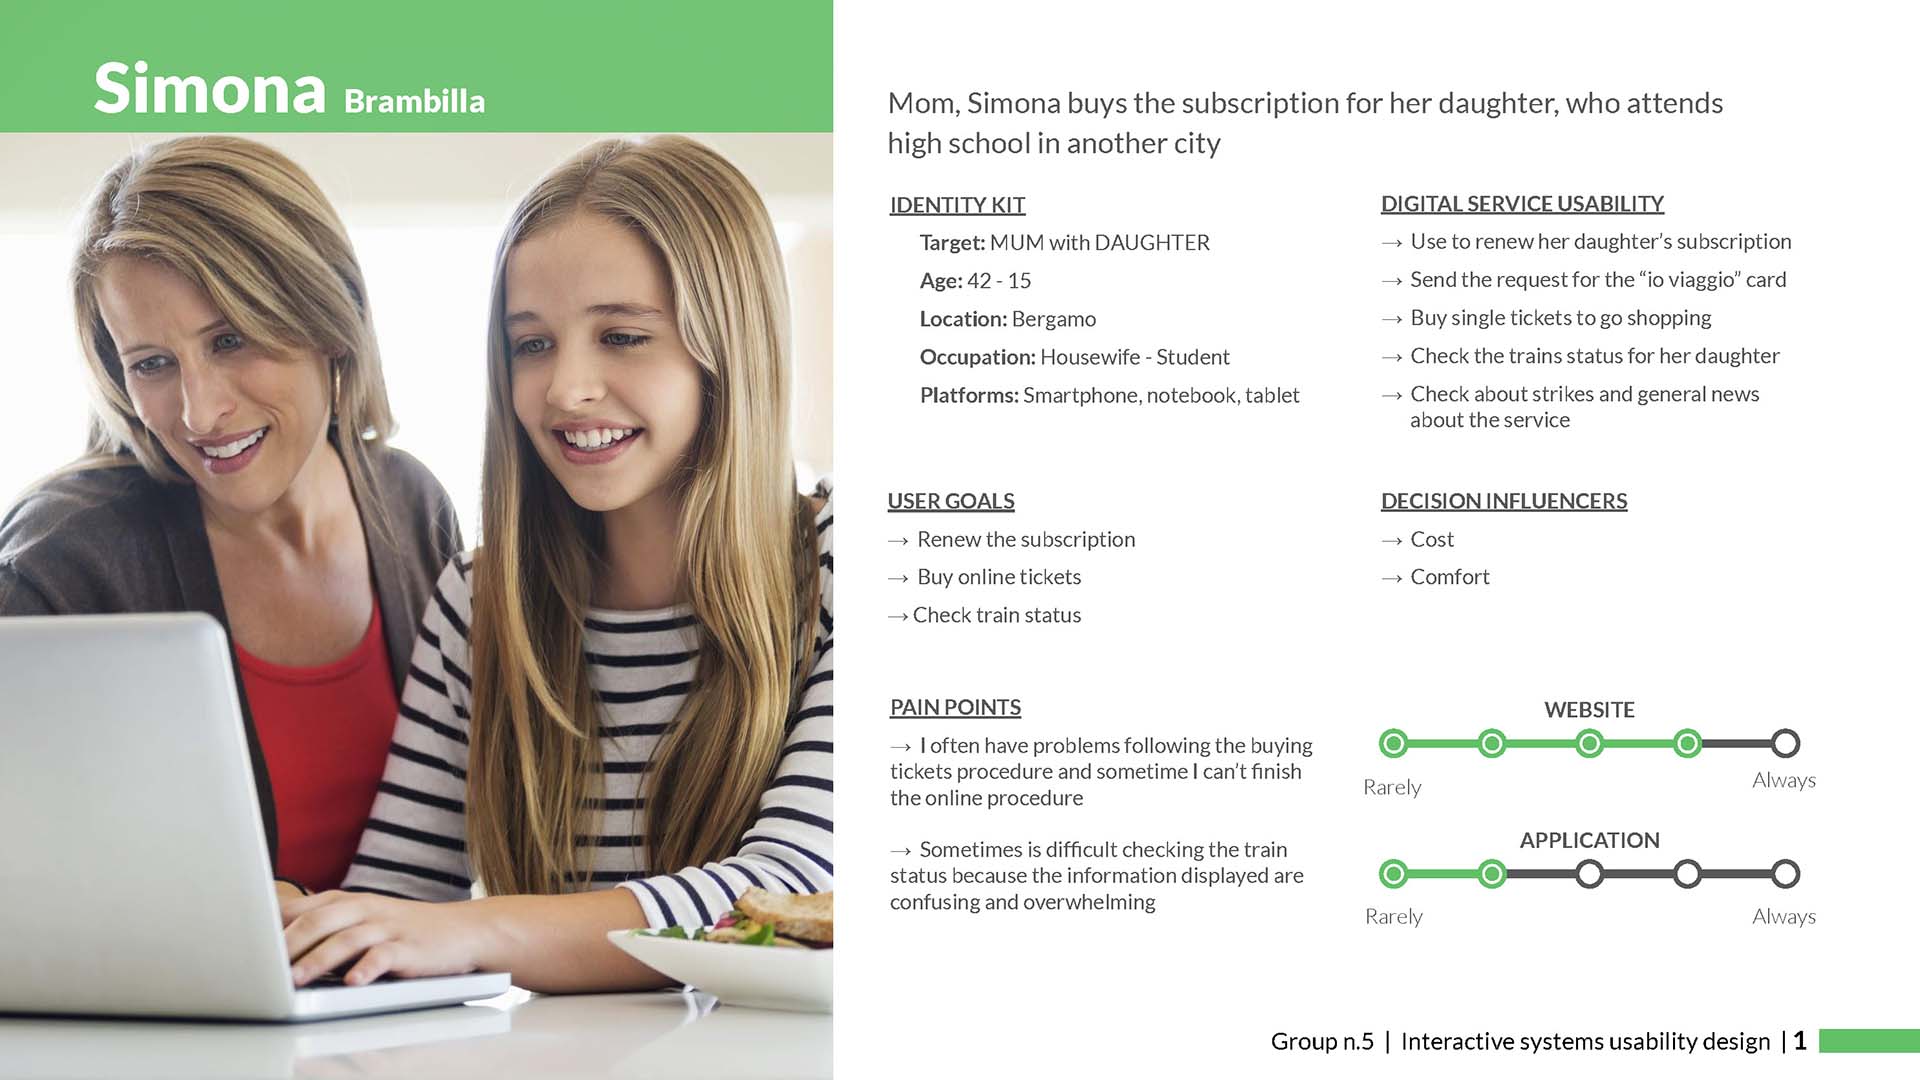 Simona Brambilla
Mom, Simona buys the subscription for her daughter, who attends
high school in another city
IDENTITY KIT
Target: MUM with DAUGHTER
Age: 42 - 15
Location: Bergamo
Occupation: Housewife - Student
Platforms: Smartphone, notebook, tablet
DIGITAL SERVICE USABILITY
→ Use to renew her daughter’s subscription
→ Send the request for the “io viaggio” card
→ Buy single tickets to go shopping
→ Check the trains status for her daughter
→ Check about strikes and general news
about the service
USER GOALS
→ Renew the subscription
→ Buy online tickets
→ Check train status
DECISION INFLUENCERS
→ Cost
→ Comfort
PAIN POINTS
→ I often have problems following the buying
tickets procedure and sometime I can’t finish
the online procedure
→ Sometimes is difficult checking the train
status because the information displayed are
confusing and overwhelming
WEBSITE
Rarely Always
APPLICATION
Rarely Always
Group n.5 | Interactive systems usability design | 1